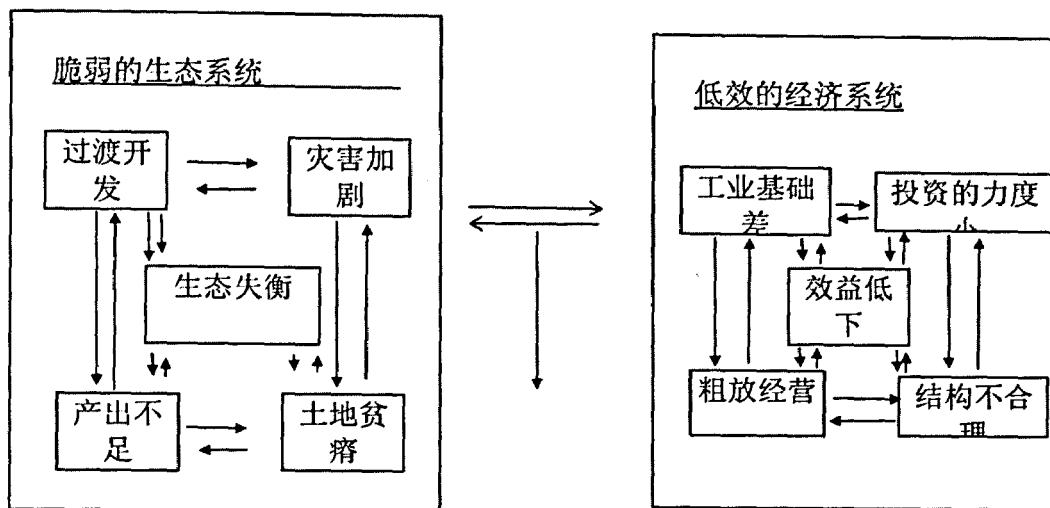 脆弱的生态系统
过渡开
发
灾害加
剧
生态失衡
产出不
足
土地贫
瘠
低效的经济系统
工业基础
差
投资的力度
小
效益低
下
粗放经营
结构不合
理